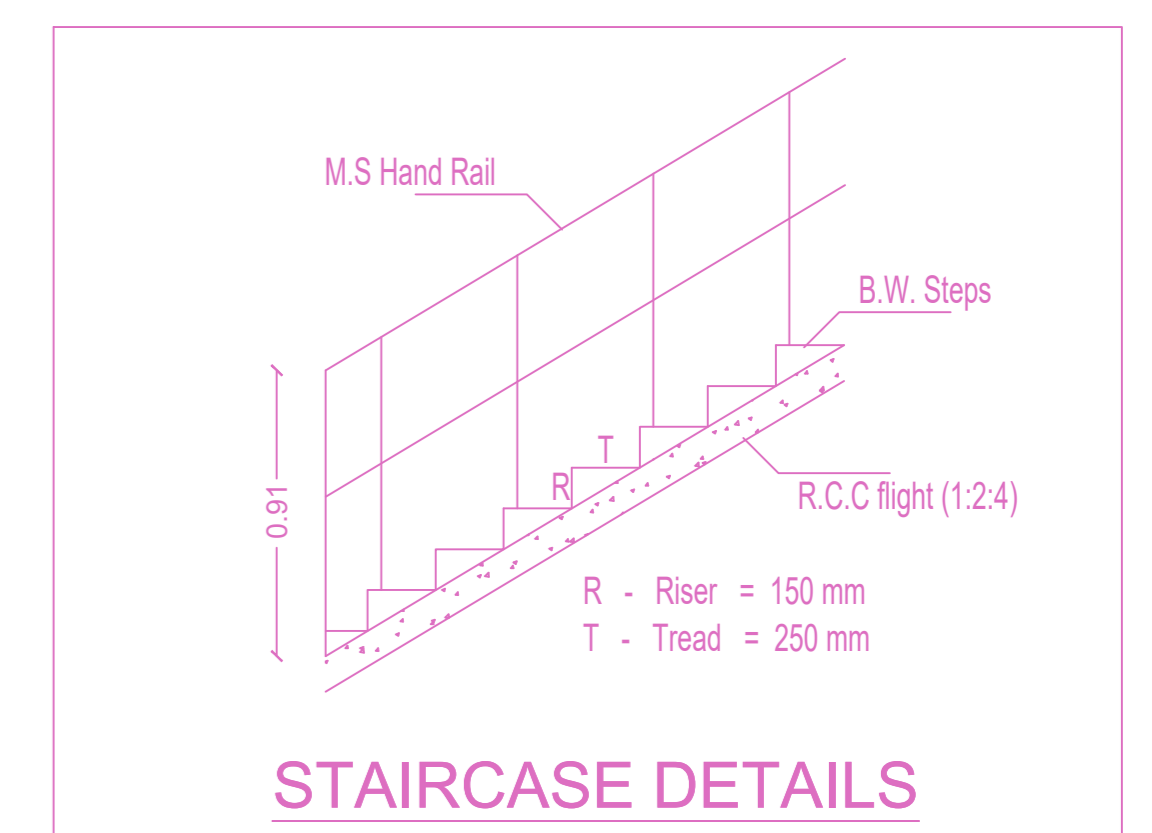 M.S Hand Rail
B.W. Steps
0.91
T
R
R.C.C flight (1:2:4)
R - Riser = 150 mm
T - Tread = 250 mm
STAIRCASE DETAILS